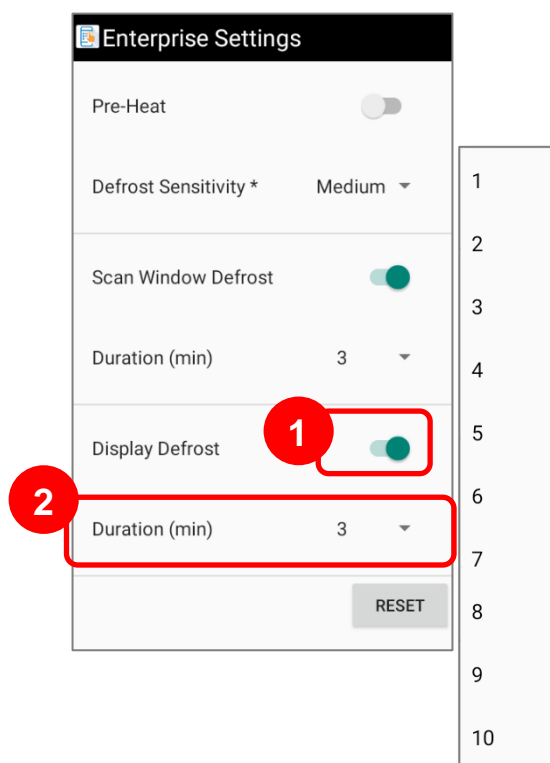 Enterprise Settings
Pre-Heat
Defrost Sensitivity * Medium
Scan Window Defrost
Duration (min) 3
Display Defrost
1
2
Duration (min) 3
RESET
1
2
3
4
5
6
7
8
9
10